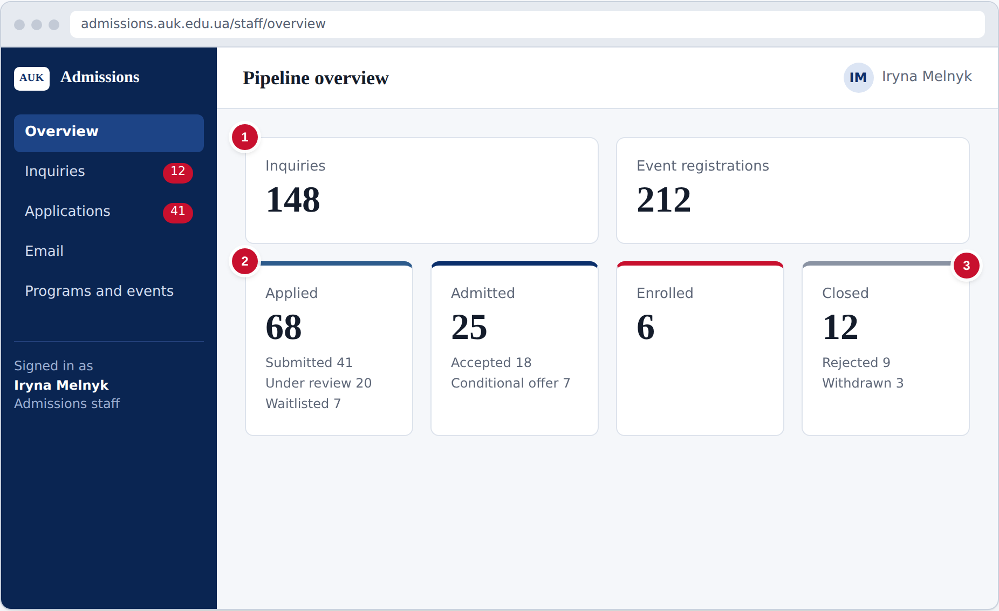 admissions.auk.edu.ua/staff/overview
AUK Admissions
Overview
Inquiries 12
Applications 41
Email
Programs and events
Signed in as
Iryna Melnyk
Admissions staff
Pipeline overview
IM Iryna Melnyk
1
Inquiries
148
Event registrations
212
2
Applied
68
Submitted 41
Under review 20
Waitlisted 7
Admitted
25
Accepted 18
Conditional offer 7
Enrolled
6
3
Closed
12
Rejected 9
Withdrawn 3